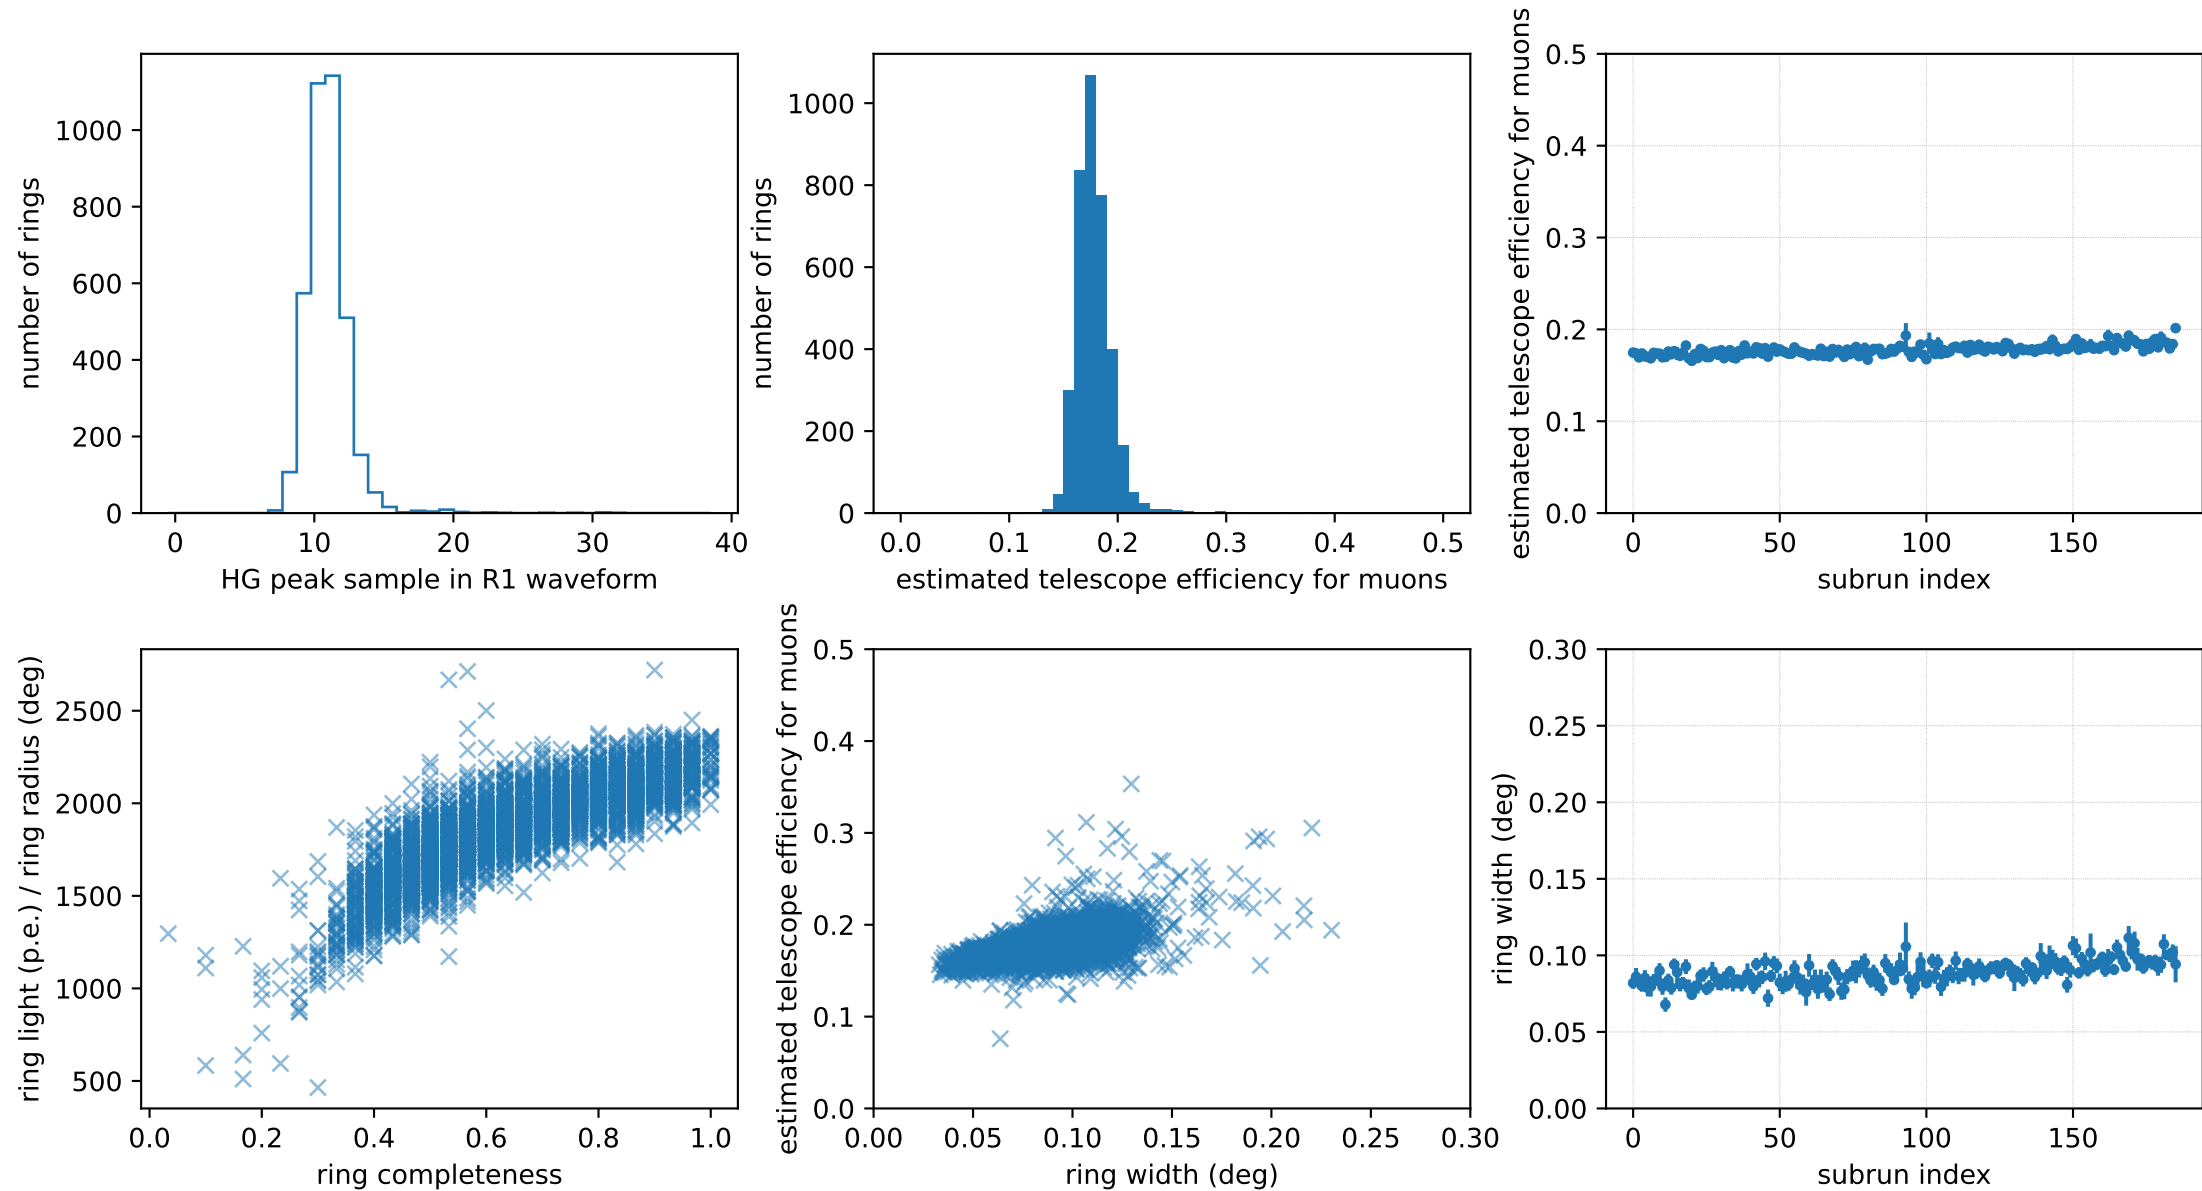 number of rings
1000
800
600
400
200
0
0 10 20 30 40
HG peak sample in R1 waveform
number of rings
1000
800
600
400
200
0
0.0 0.1 0.2 0.3 0.4 0.5
estimated telescope efficiency for muons
estimated telescope efficiency for muons
0.5
0.4
0.3
0.2
0.1
0.0
0 50 100 150
subrun index
ring light (p.e.) / ring radius (deg)
2500
2000
1500
1000
500
0.0 0.2 0.4 0.6 0.8 1.0
ring completeness
estimated telescope efficiency for muons
0.5
0.4
0.3
0.2
0.1
0.0
0.00 0.05 0.10 0.15 0.20 0.25 0.30
ring width (deg)
ring width (deg)
0.30
0.25
0.20
0.15
0.10
0.05
0.00
0 50 100 150
subrun index